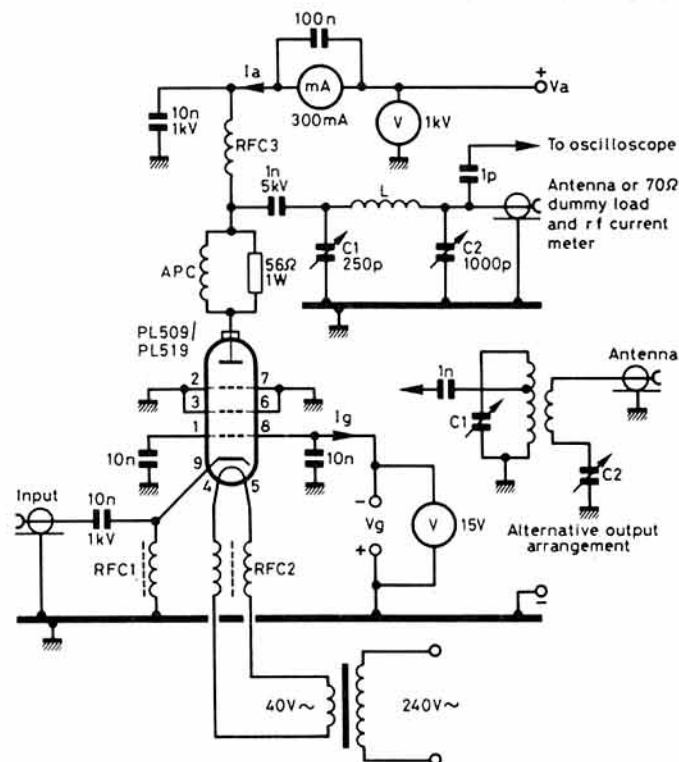 100n
Ia
mA
300mA
+
Va
10n
1kV
RFC3
V
1kV
To oscilloscope
1n
5kV
L
1p
Antenna or 70Ω
dummy load
and rf current
meter
C1
250p
C2
1000p
APC
56Ω
1W
PL509/
PL519
2
7
3
6
1
8
9
4
5
Ig
10n
10n
Antenna
1n
C1
C2
Alternative output
arrangement
Input
10n
1kV
RFC1
RFC2
-
Vg
+
V
15V
-
40V~
240V~